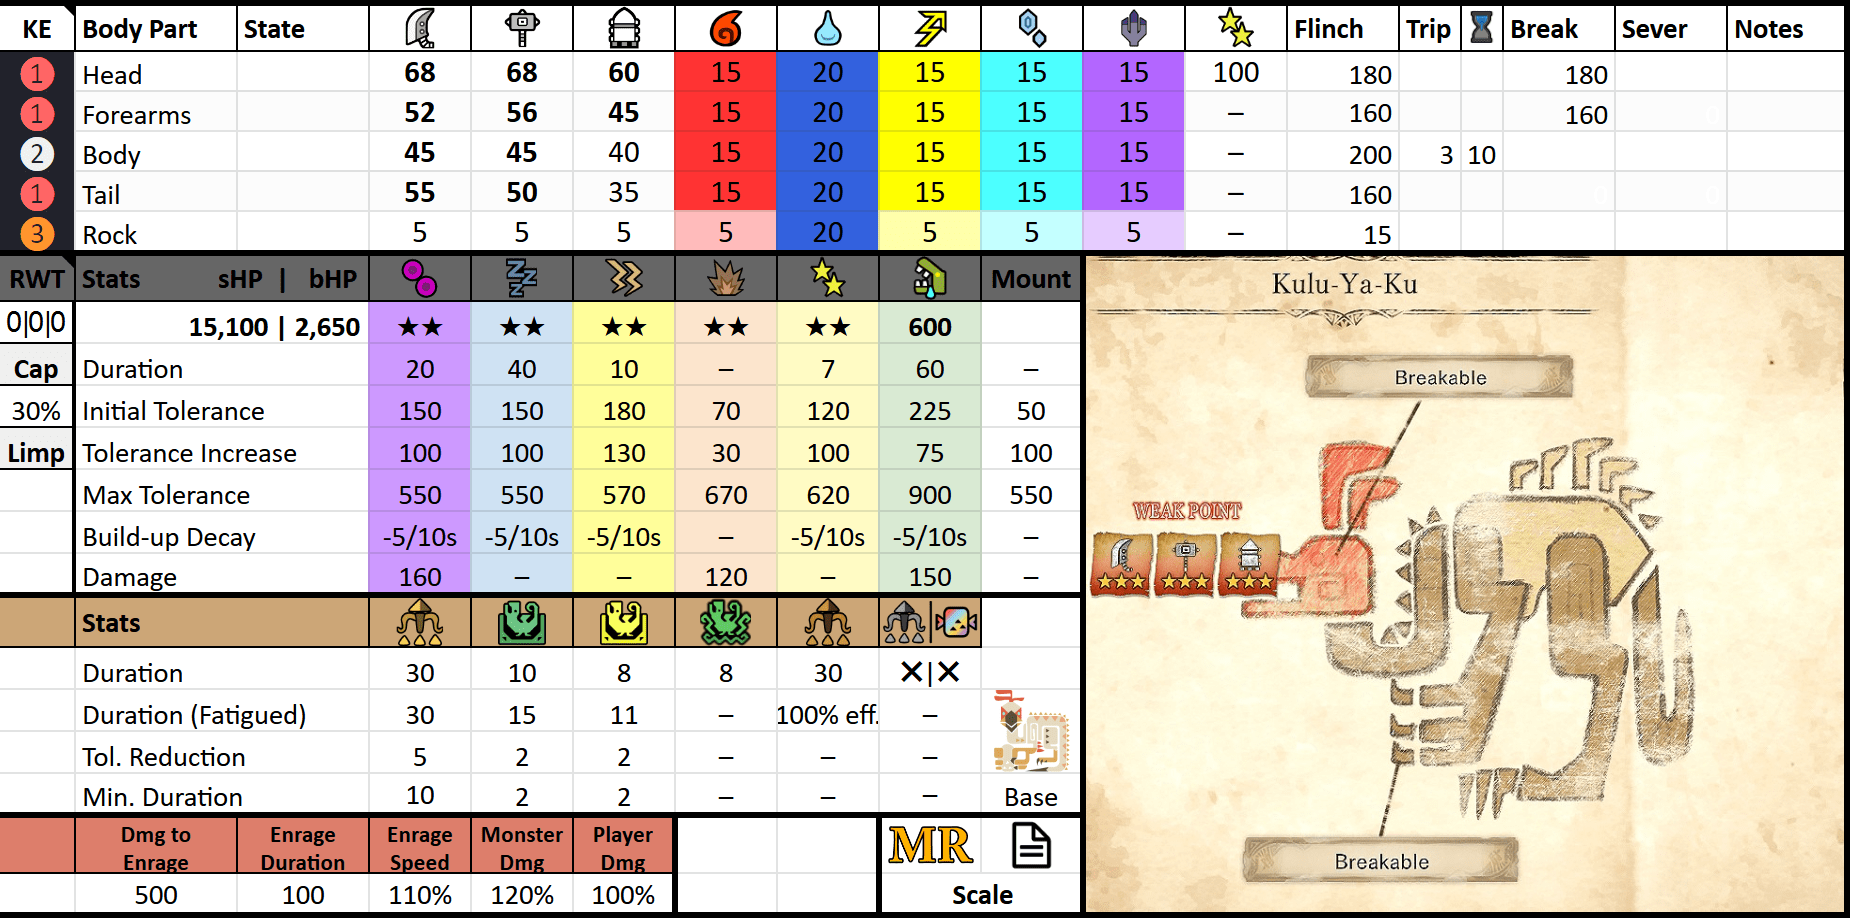 KE Body Part State Flinch Trip Break Sever Notes
1 Head 68 68 60 15 20 15 15 15 100 180 180
1 Forearms 52 56 45 15 20 15 15 15 – 160 160
2 Body 45 45 40 15 20 15 15 15 – 200 3 10
1 Tail 55 50 35 15 20 15 15 15 – 160
3 Rock 5 5 5 5 20 5 5 5 – 15
RWT Stats sHP | bHP Mount
0|0|0 15,100 | 2,650 ★★ ★★ ★★ ★★ ★★ 600
Cap Duration 20 40 10 – 7 60 –
30% Initial Tolerance 150 150 180 70 120 225 50
Limp Tolerance Increase 100 100 130 30 100 75 100
Max Tolerance 550 550 570 670 620 900 550
Build-up Decay -5/10s -5/10s -5/10s – -5/10s -5/10s –
Damage 160 – – 120 – 150 –
Stats
Duration 30 10 8 8 30 ✕|✕
Duration (Fatigued) 30 15 11 – 100% eff. –
Tol. Reduction 5 2 2 – – –
Min. Duration 10 2 2 – – – Base
Dmg to Enrage Enrage Duration Enrage Speed Monster Dmg Player Dmg MR
500 100 110% 120% 100% Scale
Kulu-Ya-Ku
Breakable
WEAK POINT
Breakable